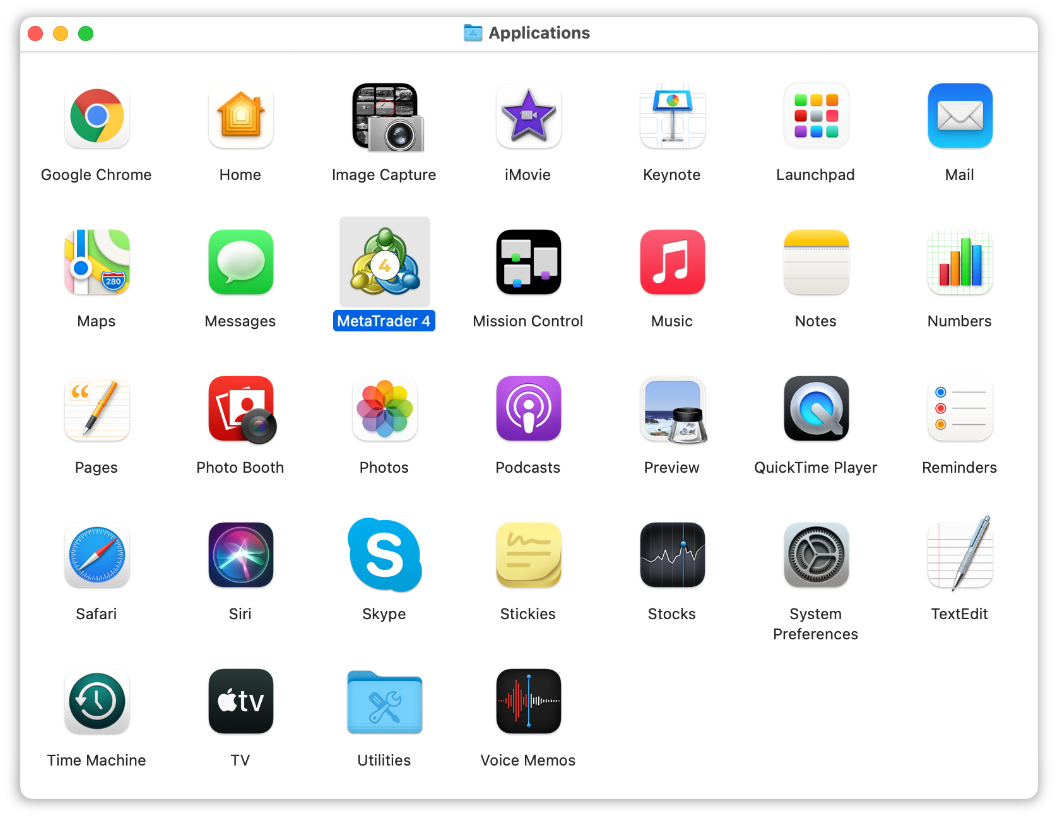 Applications
Google Chrome
Home
Image Capture
iMovie
Keynote
Launchpad
Mail
280
4
Maps
Messages
MetaTrader 4
Mission Control
Music
Notes
Numbers
Pages
Photo Booth
Photos
Podcasts
Preview
QuickTime Player
Reminders
S
Safari
Siri
Skype
Stickies
Stocks
System
Preferences
TextEdit
tv
Time Machine
TV
Utilities
Voice Memos